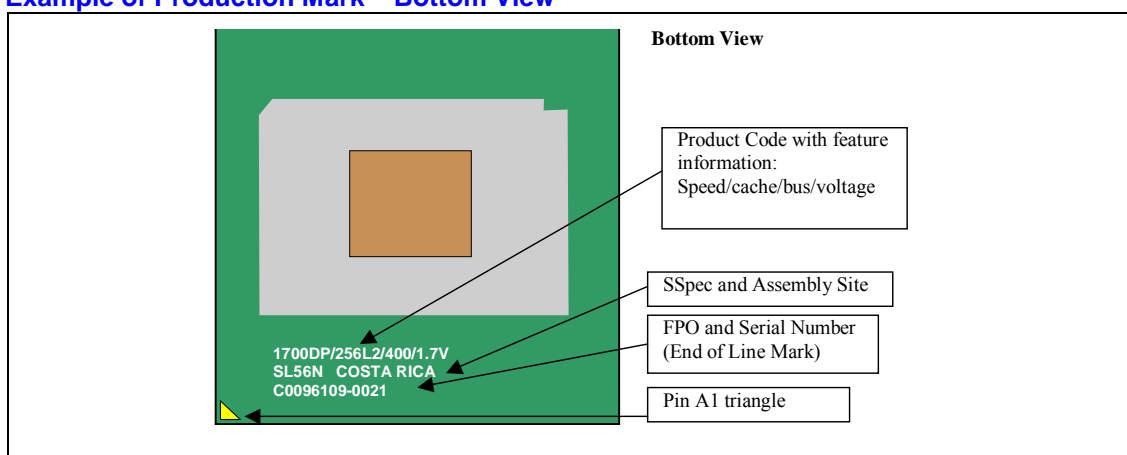 Example of Production Mark – Bottom View
Bottom View
Product Code with feature
information:
Speed/cache/bus/voltage
SSpec and Assembly Site
FPO and Serial Number
(End of Line Mark)
Pin A1 triangle
1700DP/256L2/400/1.7V
SL56N COSTA RICA
C0096109-0021